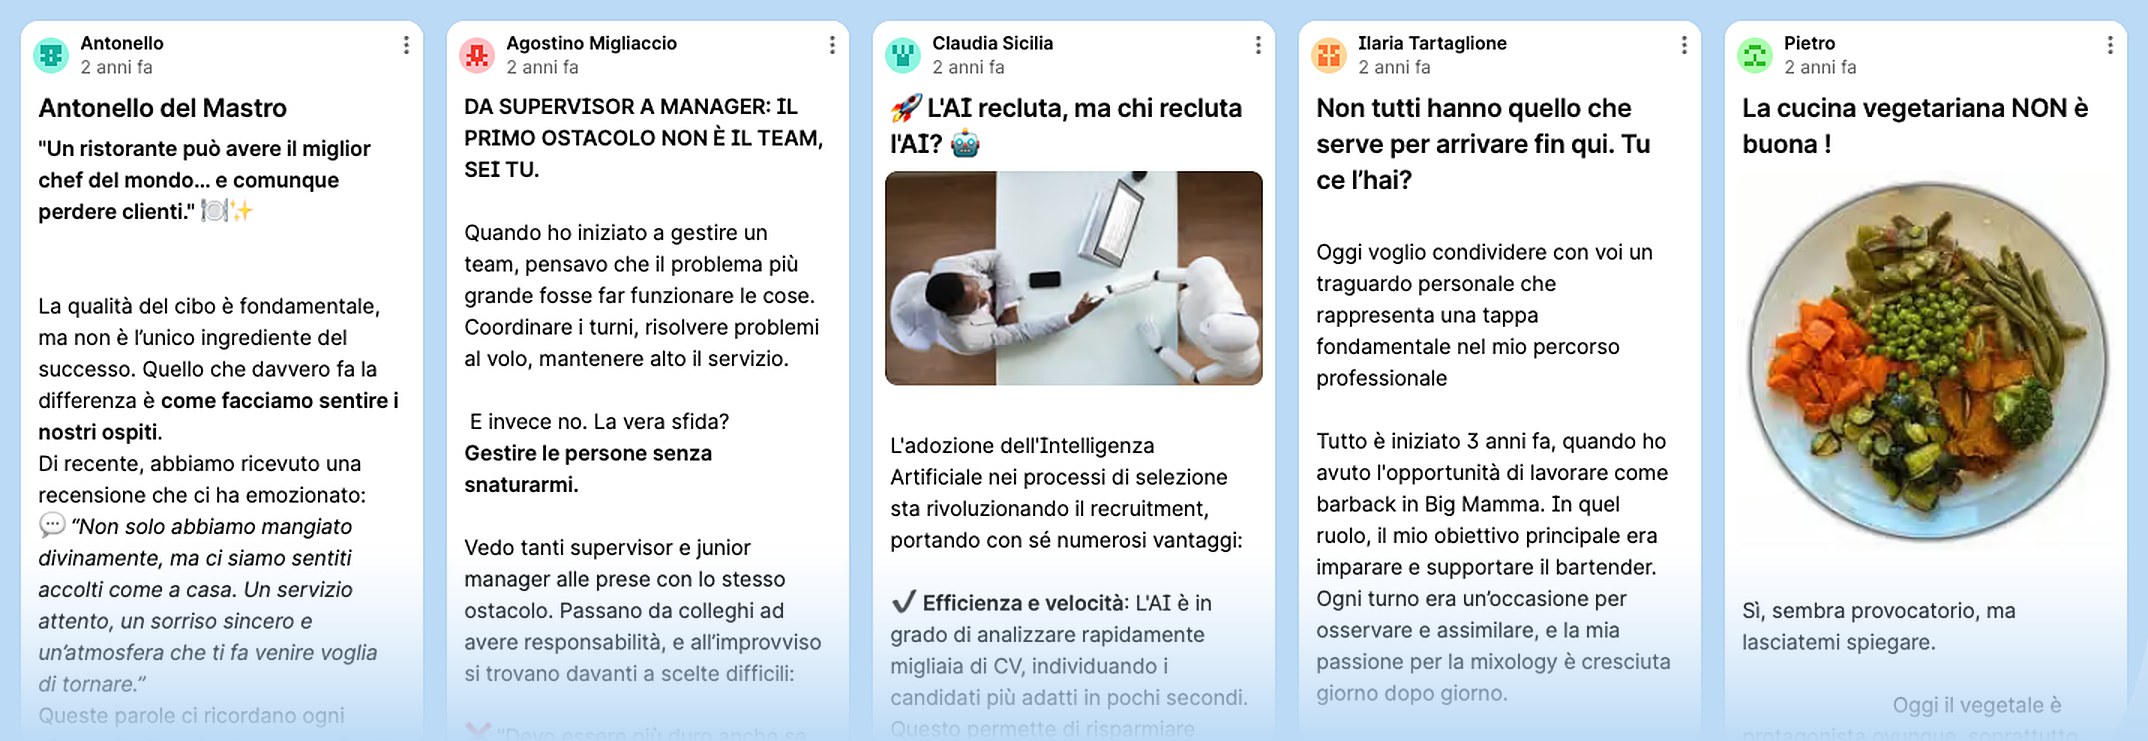 Antonello
2 anni fa
Antonello del Mastro
"Un ristorante può avere il miglior
chef del mondo... e comunque
perdere clienti." 🍽️✨
La qualità del cibo è fondamentale,
ma non è l’unico ingrediente del
successo. Quello che davvero fa la
differenza è come facciamo sentire i
nostri ospiti.
Di recente, abbiamo ricevuto una
recensione che ci ha emozionato:
💬 “Non solo abbiamo mangiato
divinamente, ma ci siamo sentiti
accolti come a casa. Un servizio
attento, un sorriso sincero e
un’atmosfera che ti fa venire voglia
di tornare.”
Queste parole ci ricordano ogni
Agostino Migliaccio
2 anni fa
DA SUPERVISOR A MANAGER: IL
PRIMO OSTACOLO NON È IL TEAM,
SEI TU.
Quando ho iniziato a gestire un
team, pensavo che il problema più
grande fosse far funzionare le cose.
Coordinare i turni, risolvere problemi
al volo, mantenere alto il servizio.
E invece no. La vera sfida?
Gestire le persone senza
snaturarmi.
Vedo tanti supervisor e junior
manager alle prese con lo stesso
ostacolo. Passano da colleghi ad
avere responsabilità, e all’improvviso
si trovano davanti a scelte difficili:
❌ "Devo essere più duro anche se
Claudia Sicilia
2 anni fa
🚀 L'AI recluta, ma chi recluta
l'AI? 🤖
L'adozione dell'Intelligenza
Artificiale nei processi di selezione
sta rivoluzionando il recruitment,
portando con sé numerosi vantaggi:
✔️ Efficienza e velocità: L'AI è in
grado di analizzare rapidamente
migliaia di CV, individuando i
candidati più adatti in pochi secondi.
Questo permette di risparmiare
Ilaria Tartaglione
2 anni fa
Non tutti hanno quello che
serve per arrivare fin qui. Tu
ce l’hai?
Oggi voglio condividere con voi un
traguardo personale che
rappresenta una tappa
fondamentale nel mio percorso
professionale
Tutto è iniziato 3 anni fa, quando ho
avuto l'opportunità di lavorare come
barback in Big Mamma. In quel
ruolo, il mio obiettivo principale era
imparare e supportare il bartender.
Ogni turno era un’occasione per
osservare e assimilare, e la mia
passione per la mixology è cresciuta
giorno dopo giorno.
Pietro
2 anni fa
La cucina vegetariana NON è
buona !
Sì, sembra provocatorio, ma
lasciatemi spiegare.
Oggi il vegetale è
protagonista ovunque, soprattutto